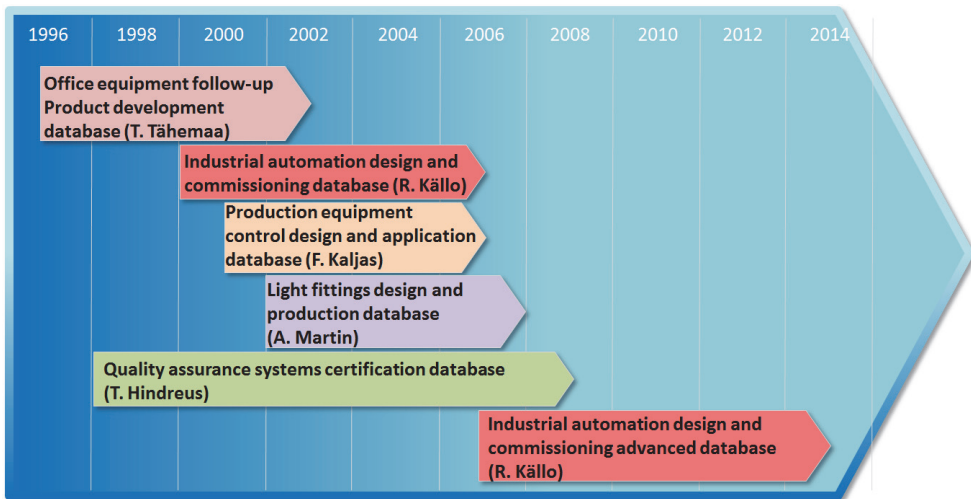 1996 1998 2000 2002 2004 2006 2008 2010 2012 2014
Office equipment follow-up
Product development
database (T. Tähemaa)
Industrial automation design and
commissioning database (R. Källo)
Production equipment
control design and application
database (F. Kaljas)
Light fittings design and
production database
(A. Martin)
Quality assurance systems certification database
(T. Hindreus)
Industrial automation design and
commissioning advanced database
(R. Källo)